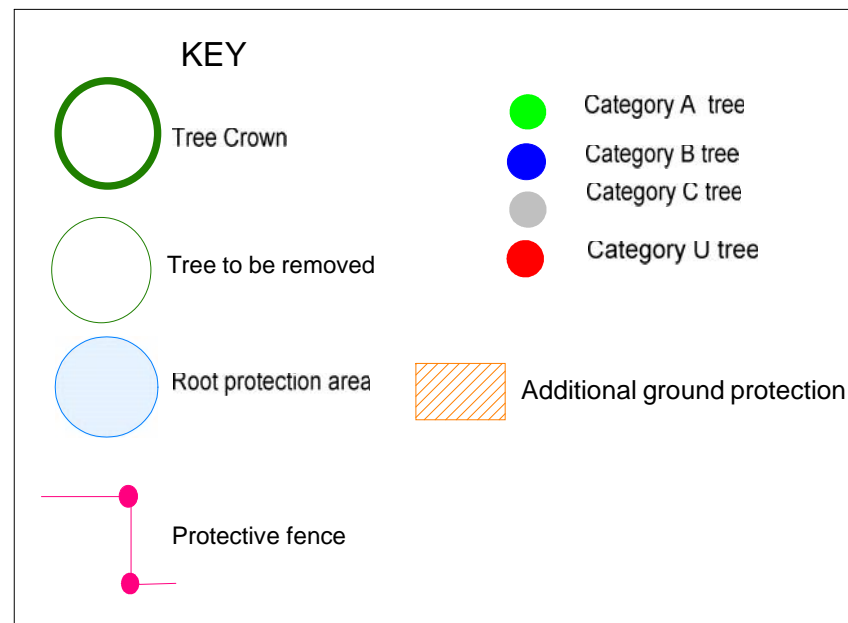 KEY
Tree Crown
Tree to be removed
Root protection area
Protective fence
Category A tree
Category B tree
Category C tree
Category U tree
Additional ground protection